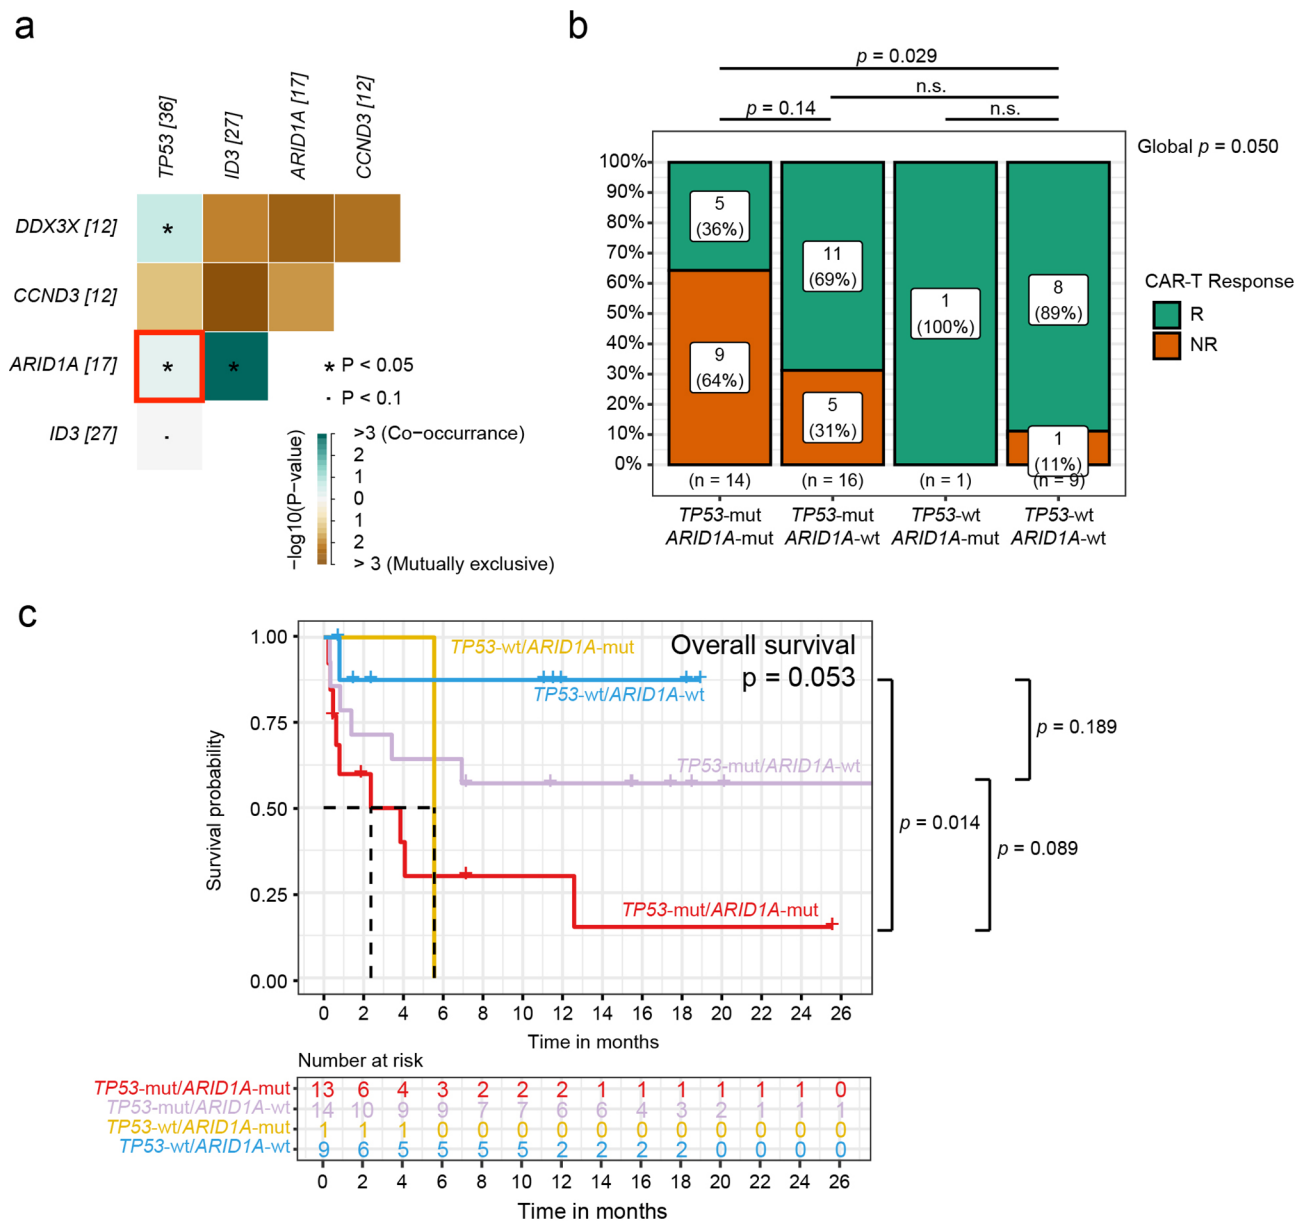 a
TP53 [36]
ID3 [27]
ARID1A [17]
CCND3 [12]
DDX3X [12]
*
CCND3 [12]
ARID1A [17]
*
*
ID3 [27]
.
* P < 0.05
. P < 0.1
−log10(P−value)
>3 (Co−occurrance)
2
1
0
1
2
> 3 (Mutually exclusive)
b
p = 0.029
n.s.
p = 0.14
n.s.
Global p = 0.050
100%
90%
80%
70%
60%
50%
40%
30%
20%
10%
0%
5
(36%)
9
(64%)
11
(69%)
5
(31%)
1
(100%)
8
(89%)
1
(11%)
(n = 14)
(n = 16)
(n = 1)
(n = 9)
TP53-mut
ARID1A-mut
TP53-mut
ARID1A-wt
TP53-wt
ARID1A-mut
TP53-wt
ARID1A-wt
CAR-T Response
R
NR
c
Survival probability
1.00
0.75
0.50
0.25
0.00
Overall survival
p = 0.053
TP53-wt/ARID1A-mut
TP53-wt/ARID1A-wt
TP53-mut/ARID1A-wt
TP53-mut/ARID1A-mut
p = 0.189
p = 0.014
p = 0.089
0 2 4 6 8 10 12 14 16 18 20 22 24 26
Time in months
Number at risk
TP53-mut/ARID1A-mut 13 6 4 3 2 2 2 1 1 1 1 1 1 0
TP53-mut/ARID1A-wt 14 10 9 9 7 7 6 6 4 3 2 1 1 1
TP53-wt/ARID1A-mut 1 1 1 0 0 0 0 0 0 0 0 0 0 0
TP53-wt/ARID1A-wt 9 6 5 5 5 5 2 2 2 2 0 0 0 0
0 2 4 6 8 10 12 14 16 18 20 22 24 26
Time in months